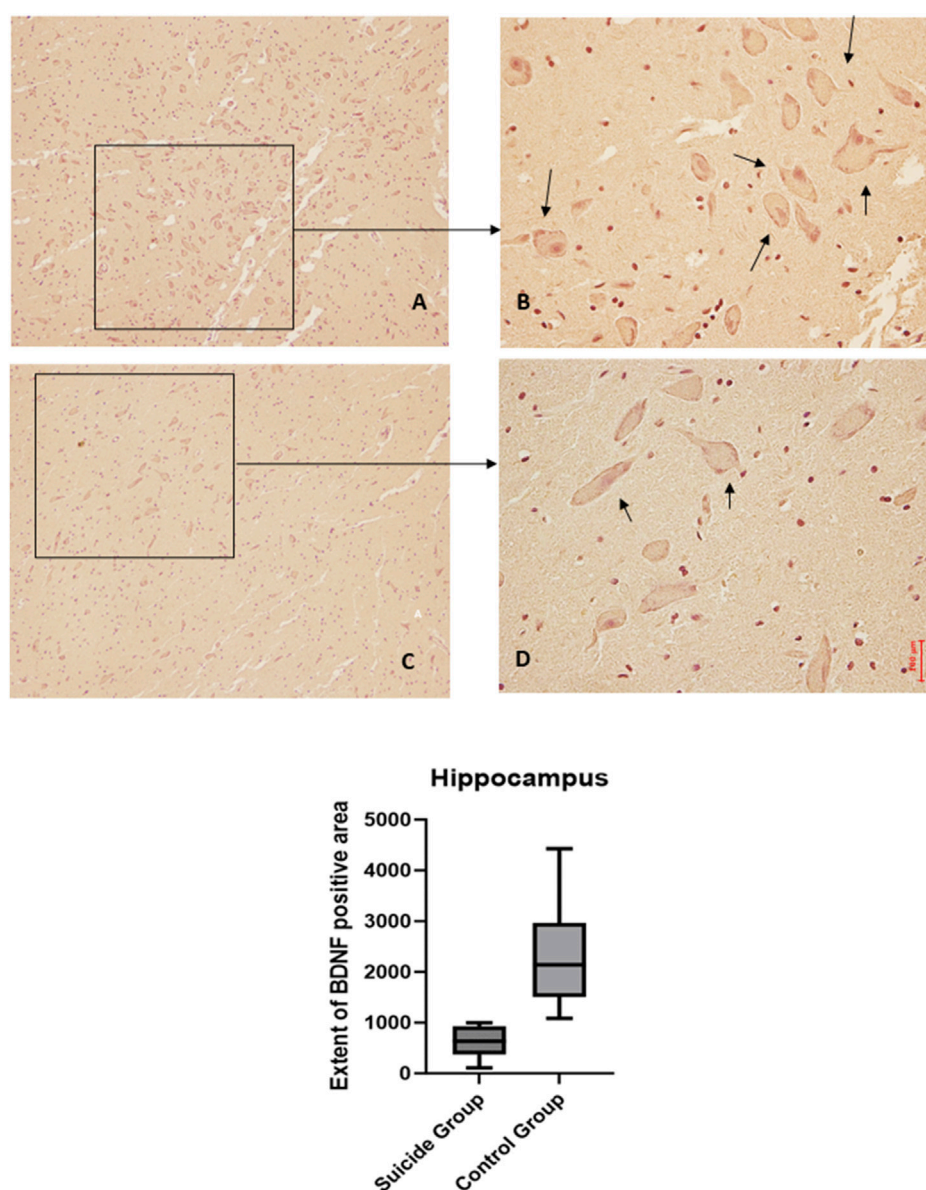 A
B
A
C
D
Hippocampus
Extent of BDNF positive area
5000
4000
3000
2000
1000
0
Suicide Group
Control Group